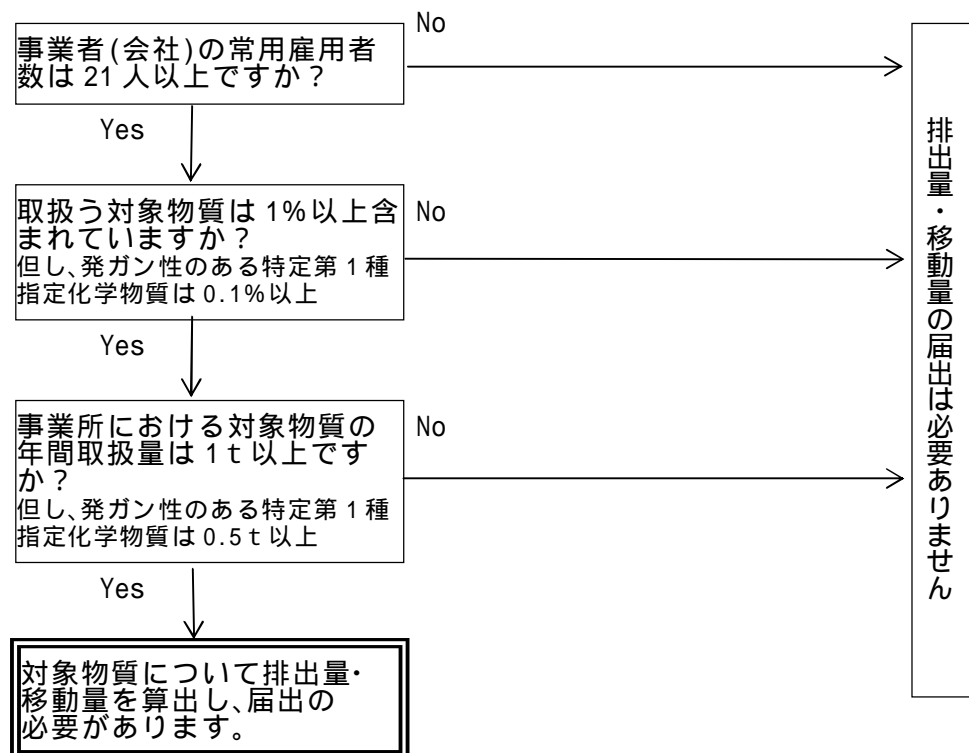 事業者(会社)の常用雇用者
数は21人以上ですか？
No
Yes
取扱う対象物質は1%以上含
まれていますか？
但し、発ガン性のある特定第1種
指定化学物質は0.1%以上
No
Yes
事業所における対象物質の
年間取扱量は1t以上です
か？
但し、発ガン性のある特定第1種
指定化学物質は0.5t以上
No
Yes
対象物質について排出量・
移動量を算出し、届出の
必要があります。
排出量・移動量の届出は必要ありません